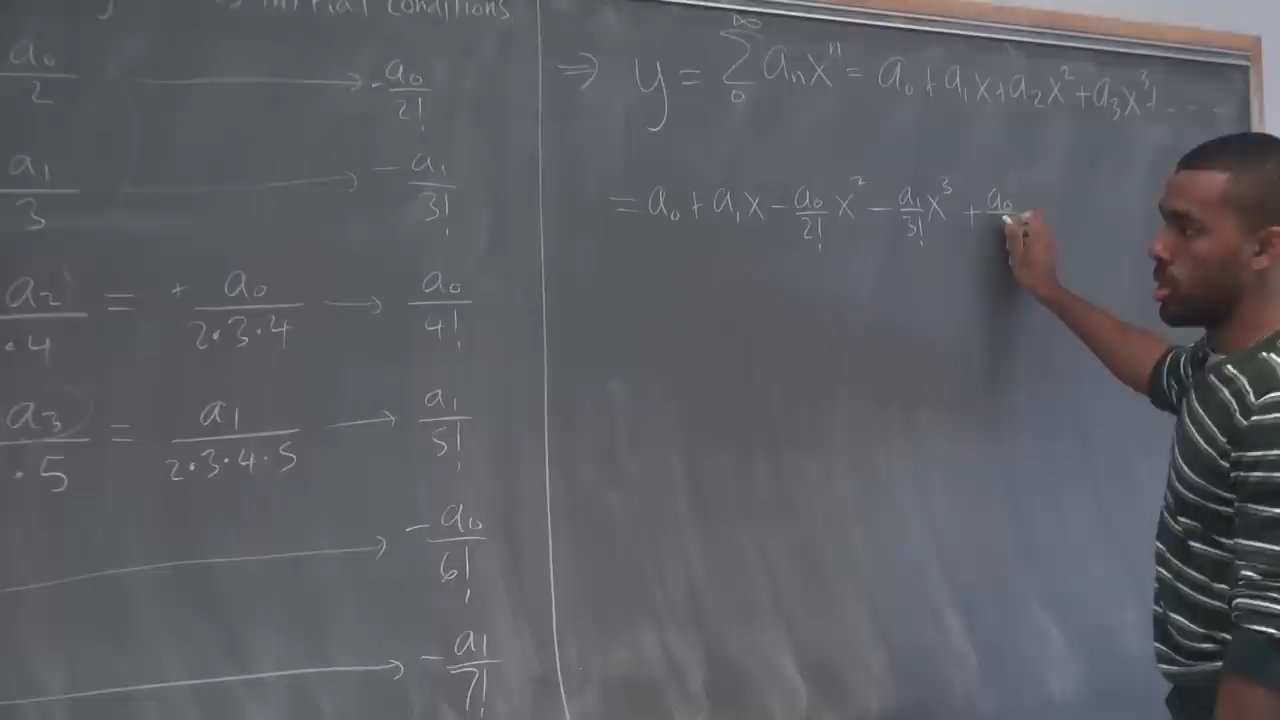 initial conditions
a₀/2 → -a₀/2!
a₁/3 → -a₁/3!
a₂/·4 = + a₀/2·3·4 → a₀/4!
a₃/·5 = a₁/2·3·4·5 → a₁/5!
→ -a₀/6!
→ -a₁/7!
⇒ y = ∑₀^∞ aₙxⁿ = a₀ + a₁x + a₂x² + a₃x³ + ....
= a₀ + a₁x - a₀/2! x² - a₁/3! x³ + a₀/